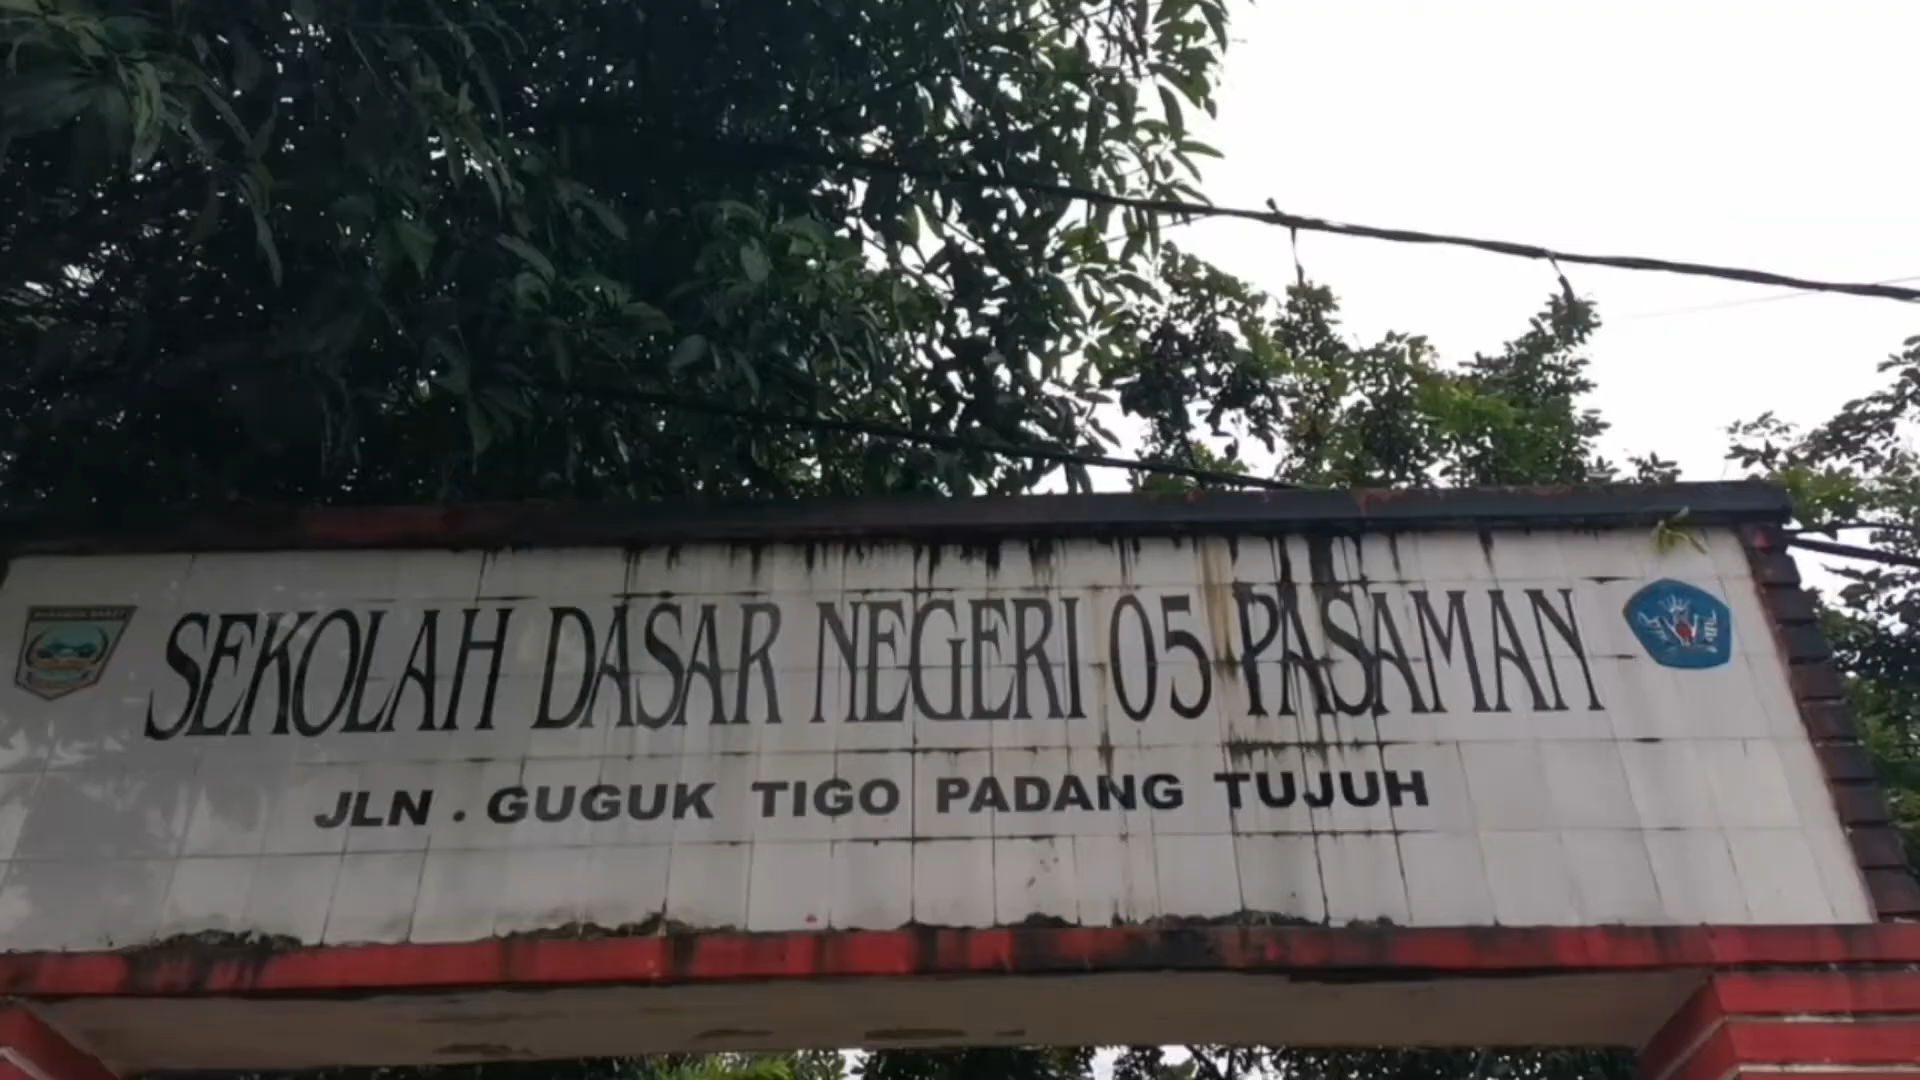 SEKOLAH DASAR NEGERI 05 PASAMAN
JLN . GUGUK TIGO PADANG TUJUH